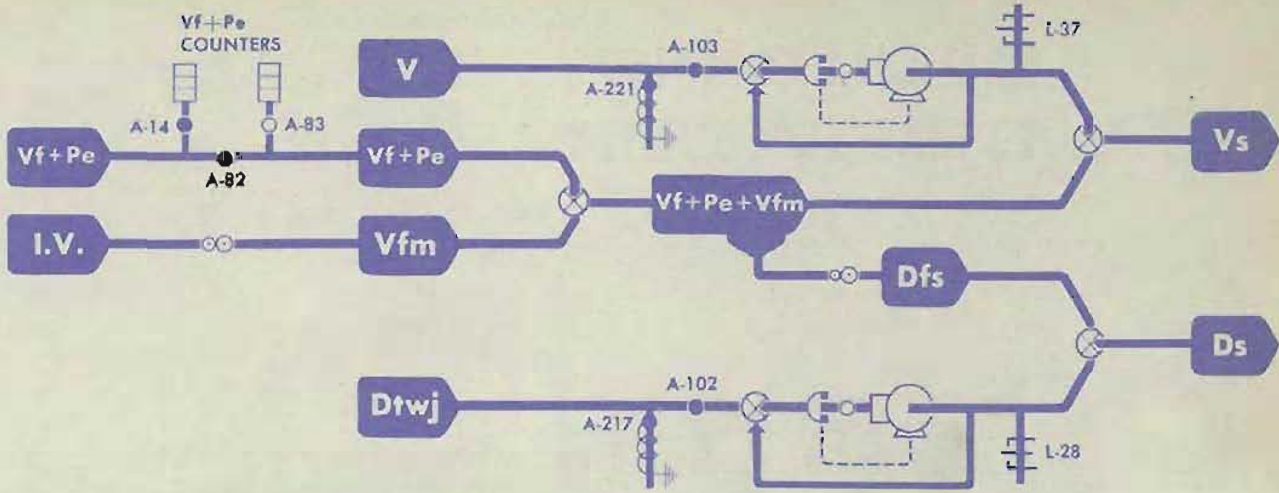 Vf+Pe
COUNTERS
L-37
A-103
V
A-221
A-14
A-83
Vf+Pe
A-82
Vf+Pe
Vs
Vf+Pe+Vfm
I.V.
Vfm
Dfs
Ds
A-102
Dtwj
A-217
L-28